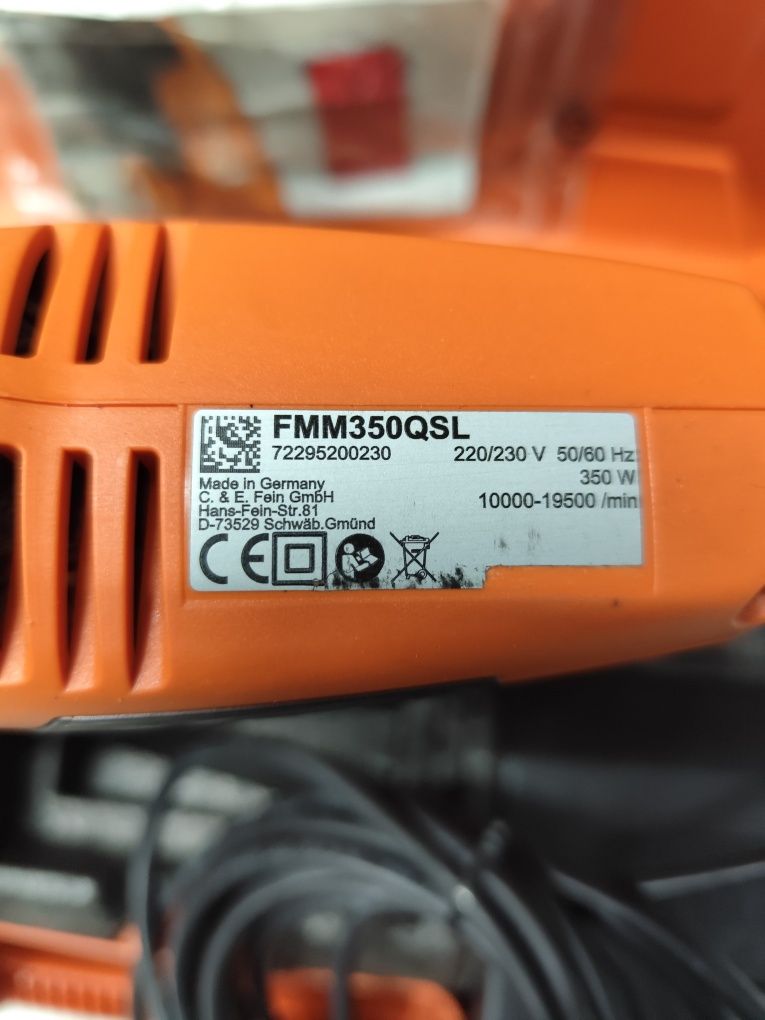 FMM350QSL
72295200230 220/230 V 50/60 Hz
350 W
Made in Germany
C. & E. Fein GmbH
10000-19500 /min
Hans-Fein-Str.81
D-73529 Schwäb.Gmünd
CE